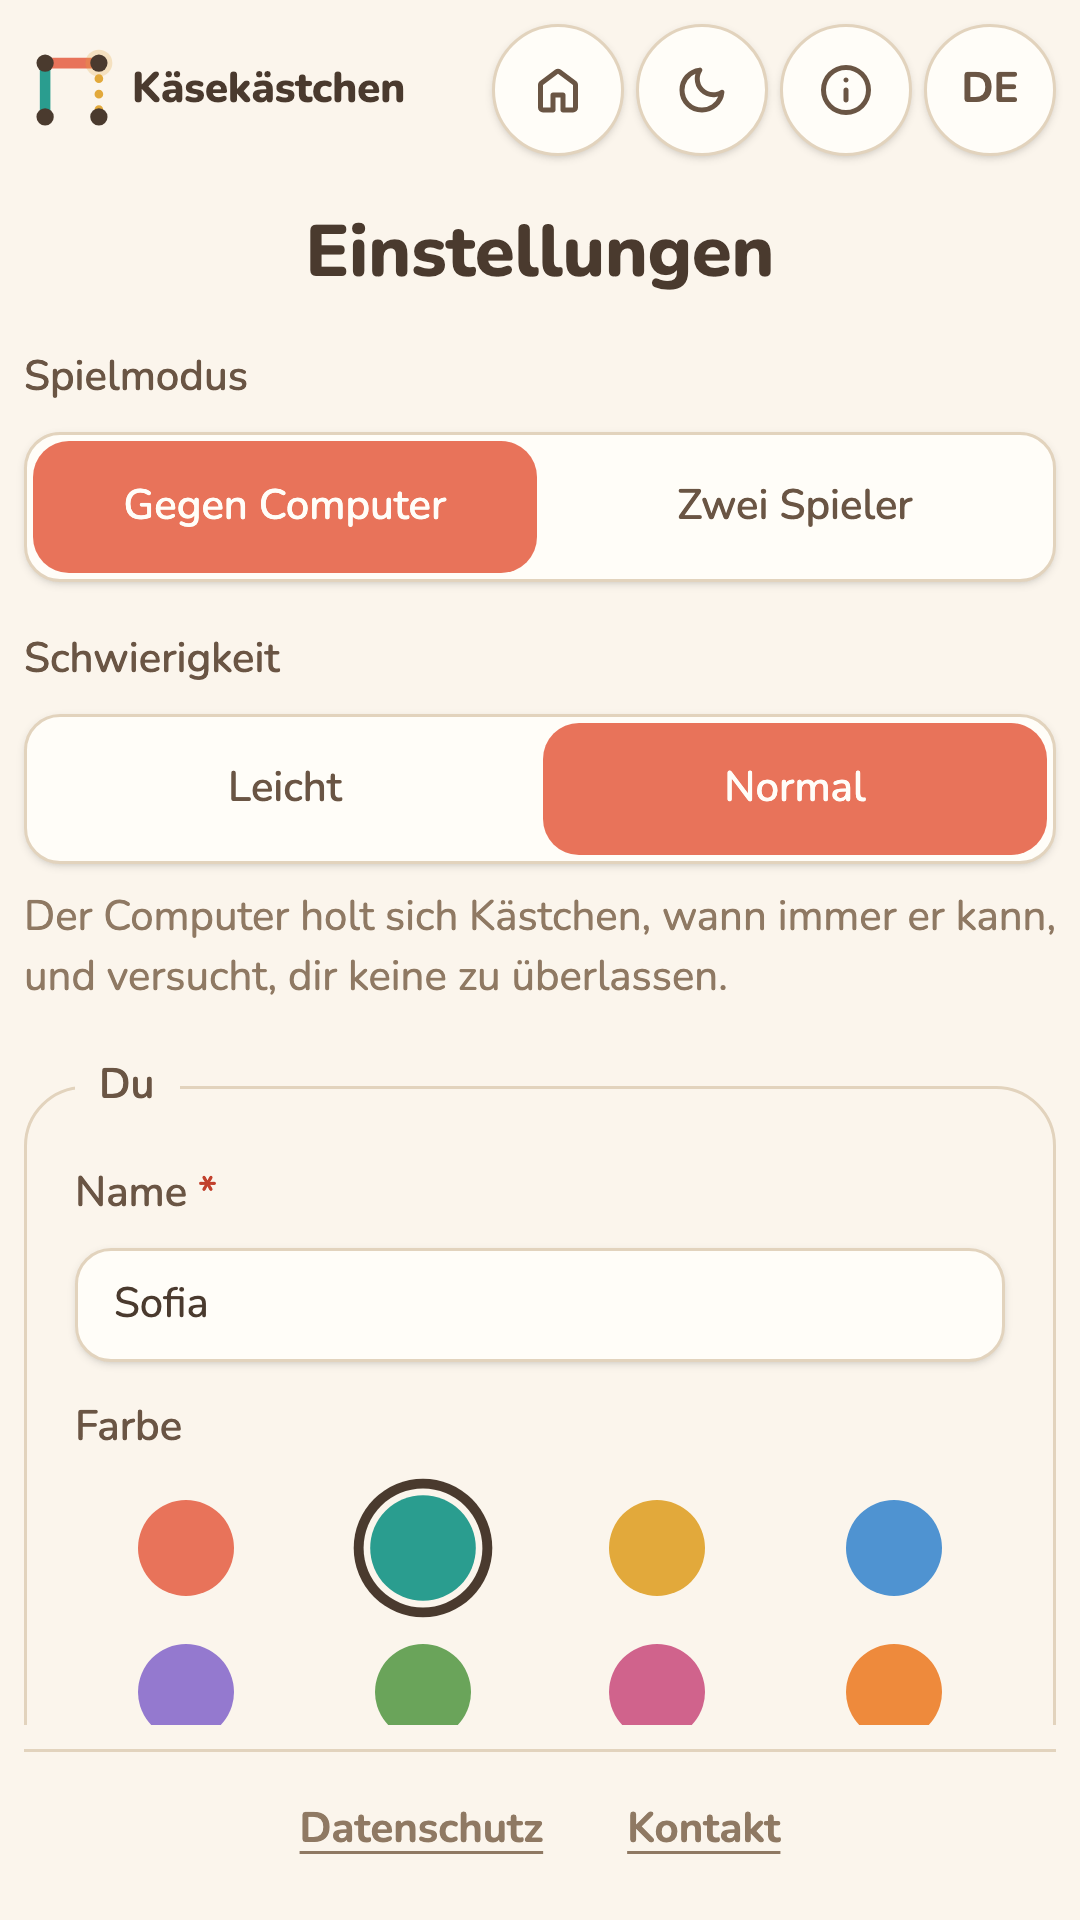 Käsekästchen
DE
Einstellungen
Spielmodus
Gegen Computer
Zwei Spieler
Schwierigkeit
Leicht
Normal
Der Computer holt sich Kästchen, wann immer er kann,
und versucht, dir keine zu überlassen.
Du
Name *
Sofia
Farbe
Datenschutz
Kontakt